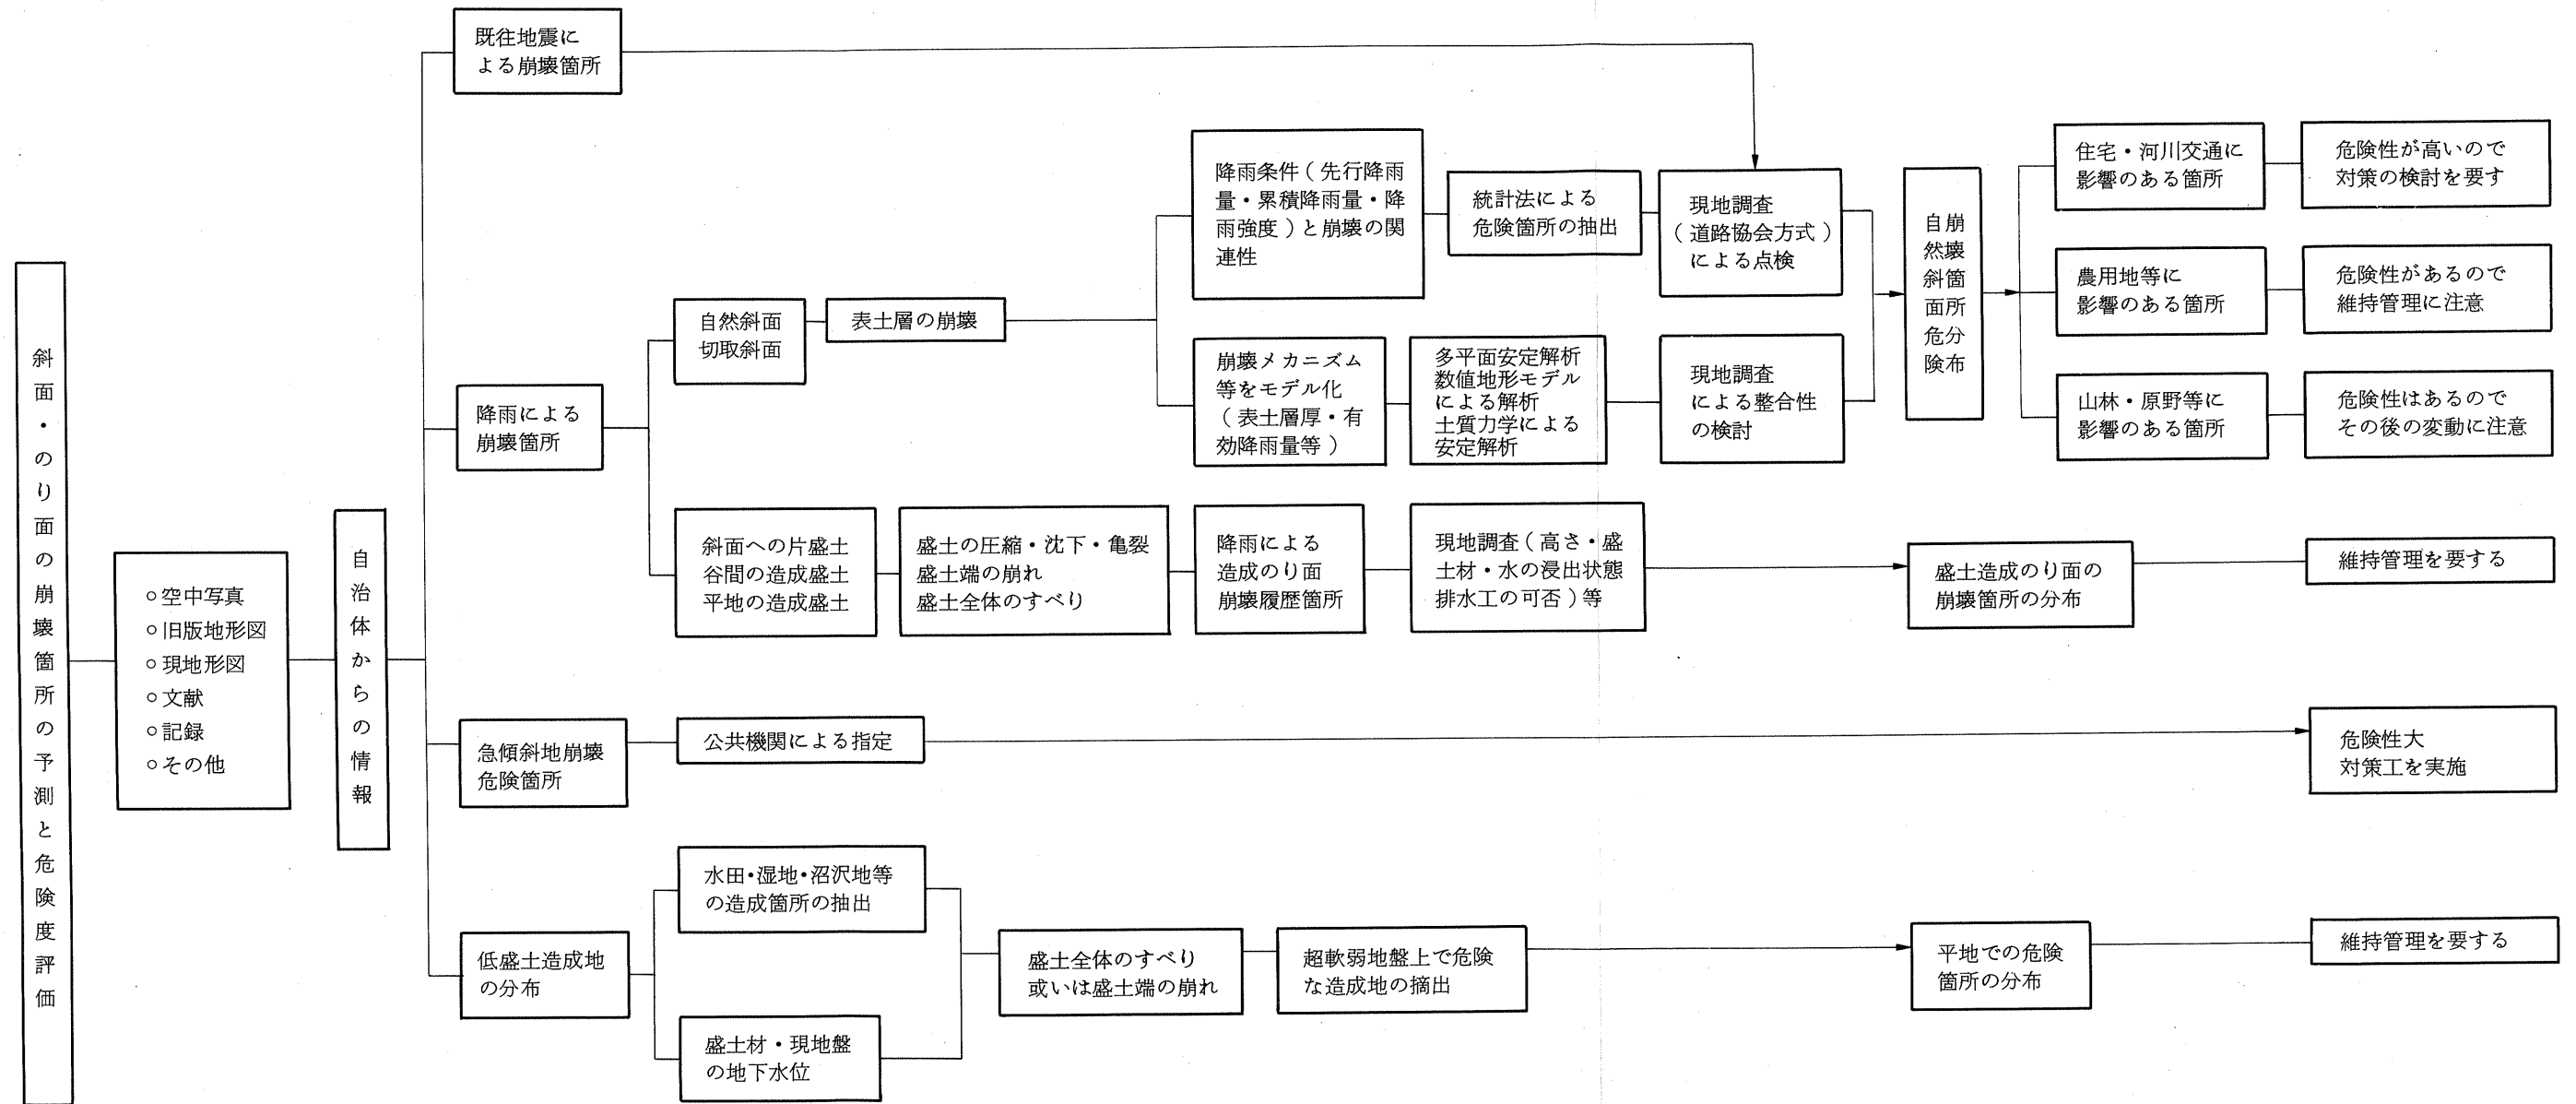 斜面・のり面の崩壊箇所の予測と危険度評価
○空中写真
○旧版地形図
○現地形図
○文献
○記録
○その他
自治体からの情報
既往地震に
よる崩壊箇所
降雨による
崩壊箇所
自然斜面
切取斜面
表土層の崩壊
降雨条件（先行降雨
量・累積降雨量・降
雨強度）と崩壊の関
連性
統計法による
危険箇所の抽出
現地調査
（道路協会方式）
による点検
崩壊メカニズム
等をモデル化
（表土層厚・有
効降雨量等）
多平面安定解析
数値地形モデル
による解析
土質力学による
安定解析
現地調査
による整合性
の検討
崩壊箇所分布
自然斜面危険
住宅・河川交通に
影響のある箇所
危険性が高いので
対策の検討を要す
農用地等に
影響のある箇所
危険性があるので
維持管理に注意
山林・原野等に
影響のある箇所
危険性はあるので
その後の変動に注意
斜面への片盛土
谷間の造成盛土
平地の造成盛土
盛土の圧縮・沈下・亀裂
盛土端の崩れ
盛土全体のすべり
降雨による
造成のり面
崩壊履歴箇所
現地調査（高さ・盛
土材・水の浸出状態
排水工の可否）等
盛土造成のり面の
崩壊箇所の分布
維持管理を要する
急傾斜地崩壊
危険箇所
公共機関による指定
危険性大
対策工を実施
低盛土造成地
の分布
水田・湿地・沼沢地等
の造成箇所の抽出
盛土材・現地盤
の地下水位
盛土全体のすべり
或いは盛土端の崩れ
超軟弱地盤上で危険
な造成地の摘出
平地での危険
箇所の分布
維持管理を要する